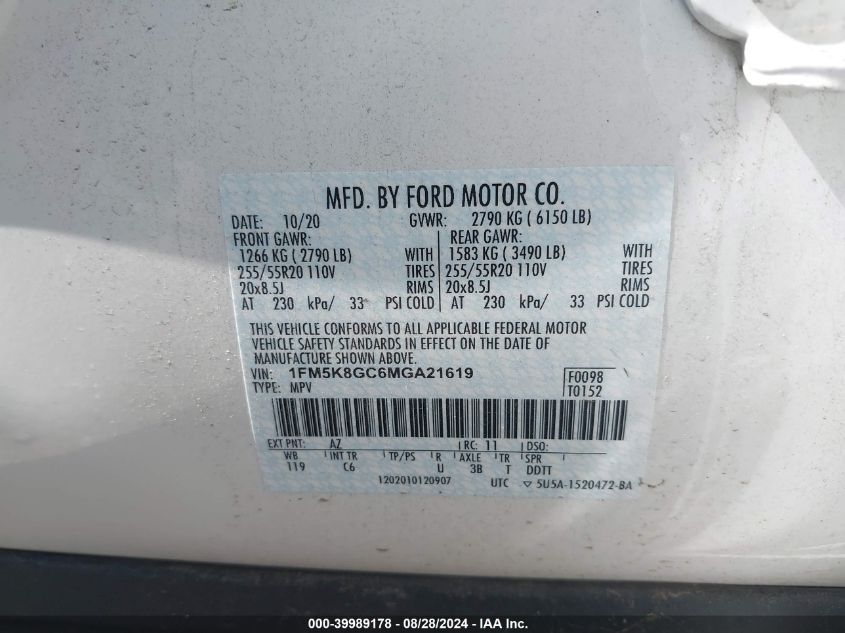 MFD. BY FORD MOTOR CO.
DATE: 10/20 GVWR: 2790 KG ( 6150 LB)
FRONT GAWR: REAR GAWR:
1266 KG ( 2790 LB) WITH 1583 KG ( 3490 LB) WITH
255/55R20 110V TIRES 255/55R20 110V TIRES
20x8.5J RIMS 20x8.5J RIMS
AT 230 kPa/ 33 PSI COLD AT 230 kPa/ 33 PSI COLD
THIS VEHICLE CONFORMS TO ALL APPLICABLE FEDERAL MOTOR
VEHICLE SAFETY STANDARDS IN EFFECT ON THE DATE OF
MANUFACTURE SHOWN ABOVE.
VIN: 1FM5K8GC6MGA21619 F0098
TYPE: MPV T0152
EXT PNT: AZ RC: 11 DSO:
WB INT TR TP/PS R AXLE TR SPR
119 C6 U 3B T DDTT
1202010120907 UTC ▽ 5U5A-1520472-BA
000-39989178 - 08/28/2024 - IAAI.COM